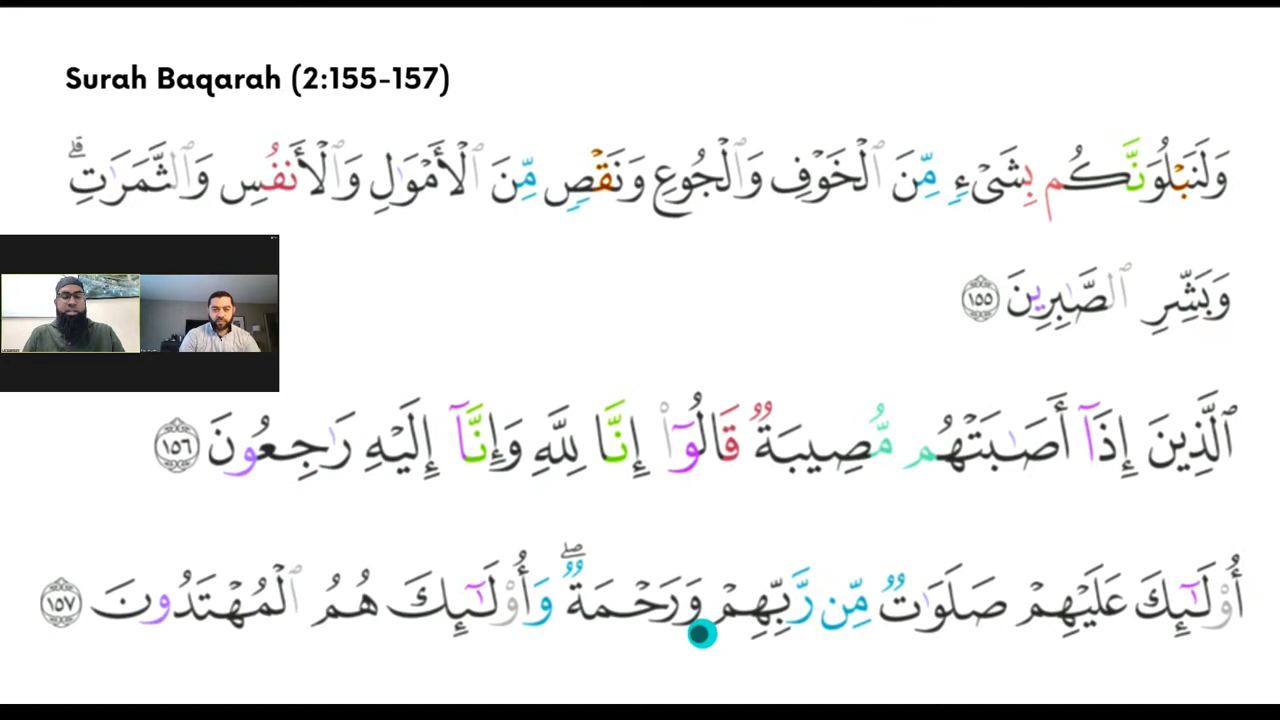 Surah Baqarah (2:155-157)
وَلَنَبْلُوَنَّكُم بِشَىْءٍ مِّنَ ٱلْخَوْفِ وَٱلْجُوعِ وَنَقْصٍ مِّنَ ٱلْأَمْوَٰلِ وَٱلْأَنفُسِ وَٱلثَّمَرَٰتِ ۗ
وَبَشِّرِ ٱلصَّـٰبِرِينَ ١٥٥
ٱلَّذِينَ إِذَآ أَصَـٰبَتْهُم مُّصِيبَةٌ قَالُوٓا۟ إِنَّا لِلَّهِ وَإِنَّآ إِلَيْهِ رَٰجِعُونَ ١٥٦
أُو۟لَـٰٓئِكَ عَلَيْهِمْ صَلَوَٰتٌ مِّن رَّبِّهِمْ وَرَحْمَةٌ ۖ وَأُو۟لَـٰٓئِكَ هُمُ ٱلْمُهْتَدُونَ ١٥٧